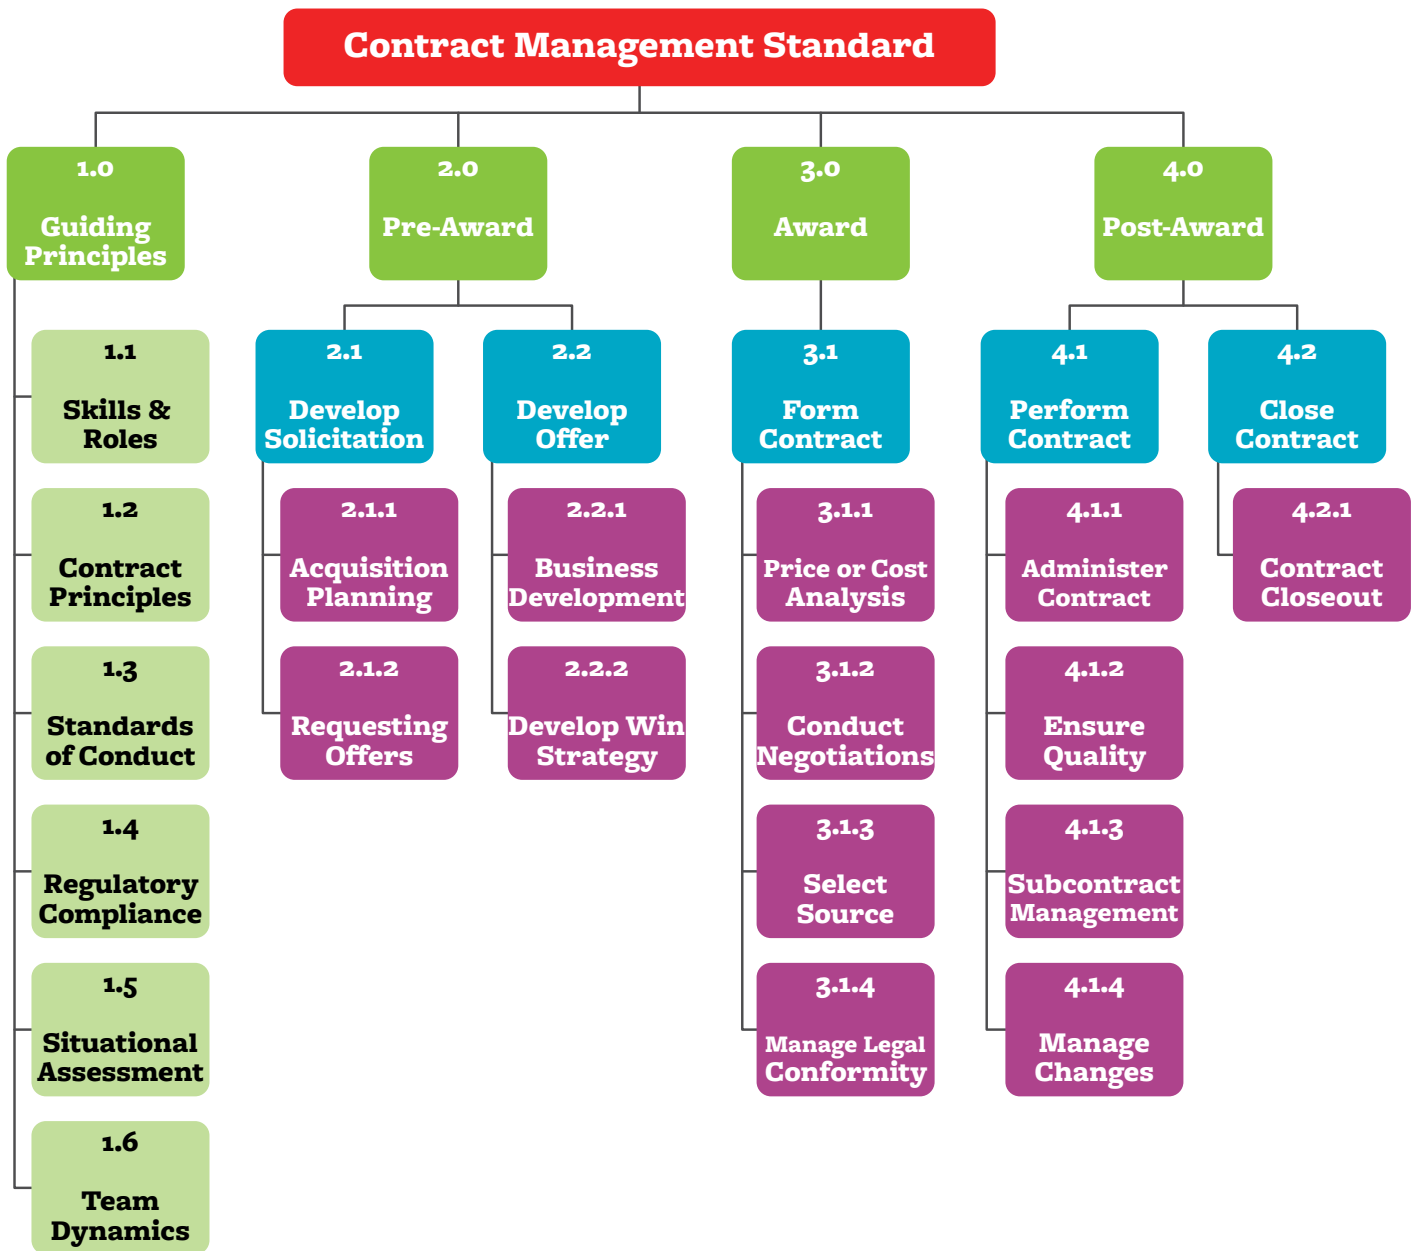 Contract Management Standard
1.0
Guiding
Principles
2.0
Pre-Award
3.0
Award
4.0
Post-Award
1.1
Skills &
Roles
1.2
Contract
Principles
1.3
Standards
of Conduct
1.4
Regulatory
Compliance
1.5
Situational
Assessment
1.6
Team
Dynamics
2.1
Develop
Solicitation
2.1.1
Acquisition
Planning
2.1.2
Requesting
Offers
2.2
Develop
Offer
2.2.1
Business
Development
2.2.2
Develop Win
Strategy
3.1
Form
Contract
3.1.1
Price or Cost
Analysis
3.1.2
Conduct
Negotiations
3.1.3
Select
Source
3.1.4
Manage Legal
Conformity
4.1
Perform
Contract
4.1.1
Administer
Contract
4.1.2
Ensure
Quality
4.1.3
Subcontract
Management
4.1.4
Manage
Changes
4.2
Close
Contract
4.2.1
Contract
Closeout